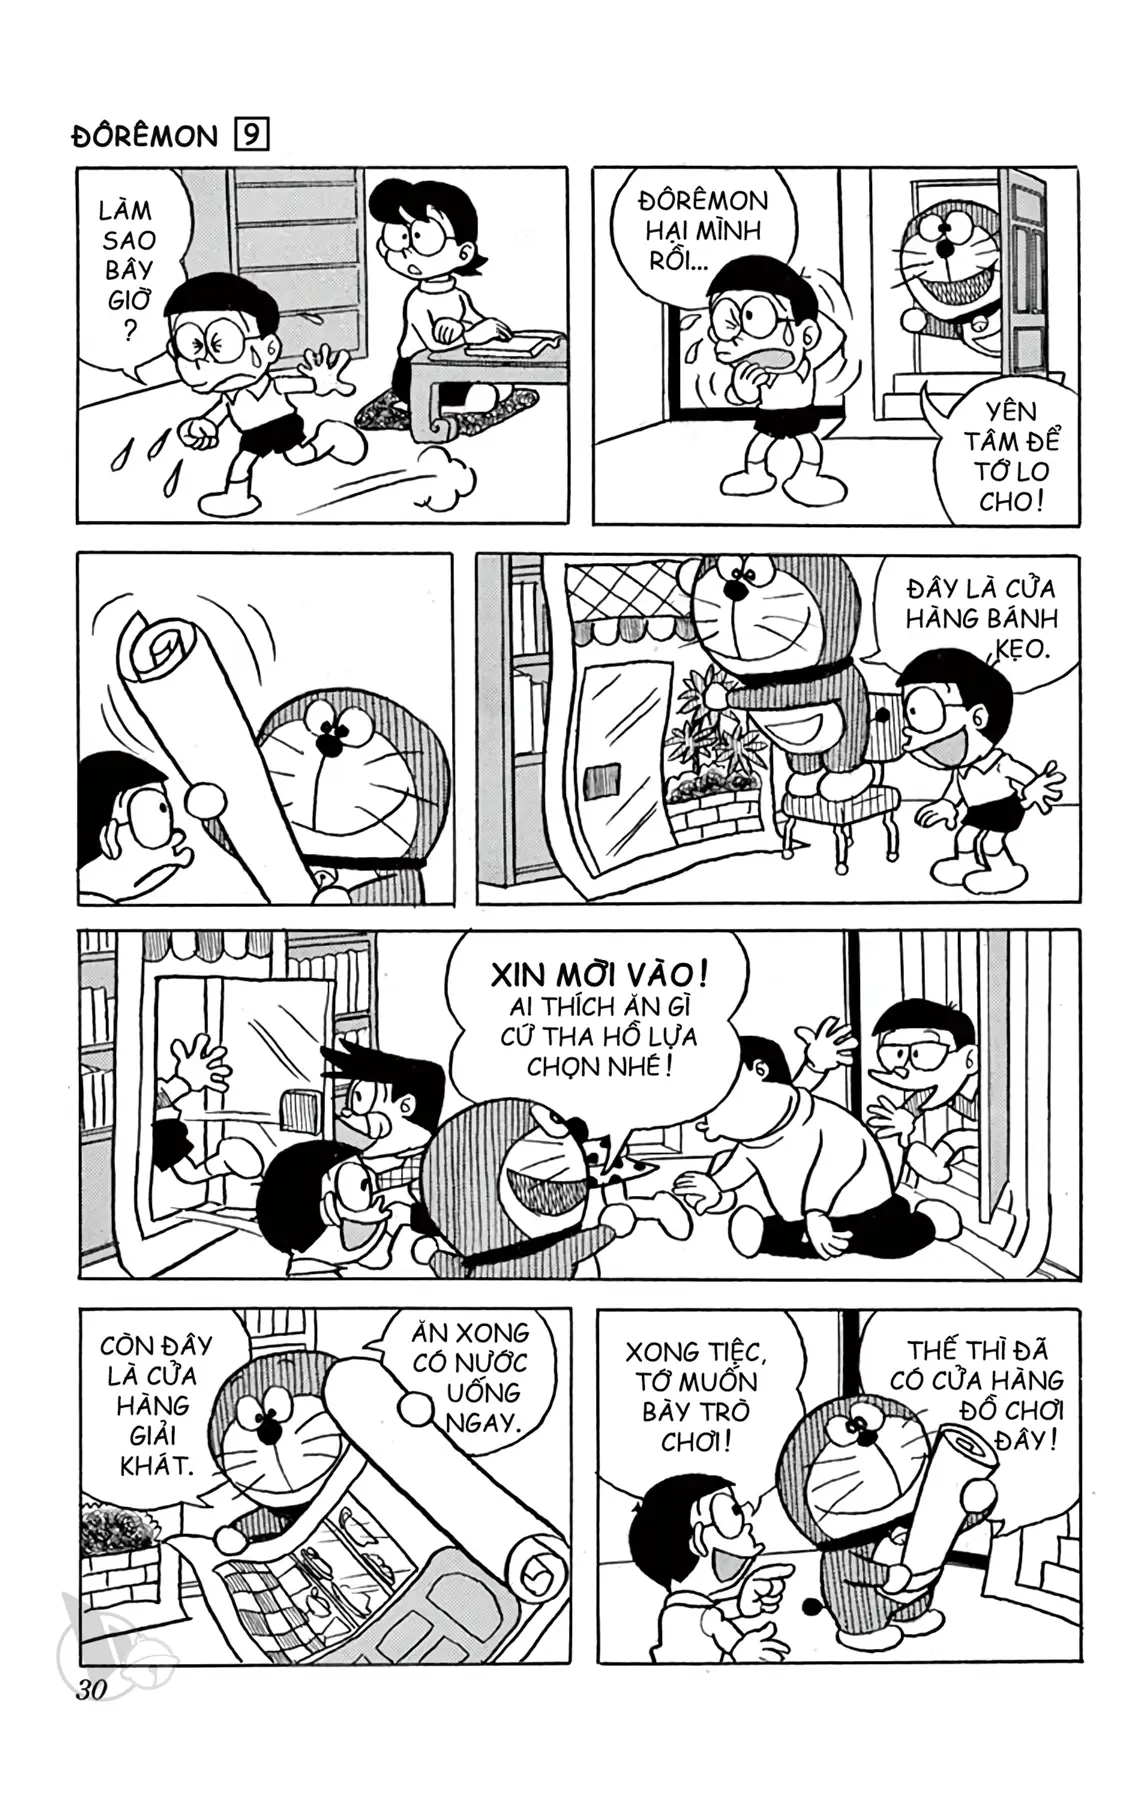 ĐÔRÊMON 9
LÀM
SAO
BÂY
GIỜ
?
ĐÔRÊMON
HẠI MÌNH
RỒI...
YÊN
TÂM ĐỂ
TỚ LO
CHO!
ĐÂY LÀ CỬA
HÀNG BÁNH
KẸO.
XIN MỜI VÀO!
AI THÍCH ĂN GÌ
CỨ THA HỒ LỰA
CHỌN NHÉ!
CÒN ĐÂY
LÀ CỬA
HÀNG
GIẢI
KHÁT.
ĂN XONG
CÓ NƯỚC
UỐNG
NGAY.
XONG TIỆC,
TỚ MUỐN
BÀY TRÒ
CHƠI!
THẾ THÌ ĐÃ
CÓ CỬA HÀNG
ĐỒ CHƠI
ĐÂY!
30